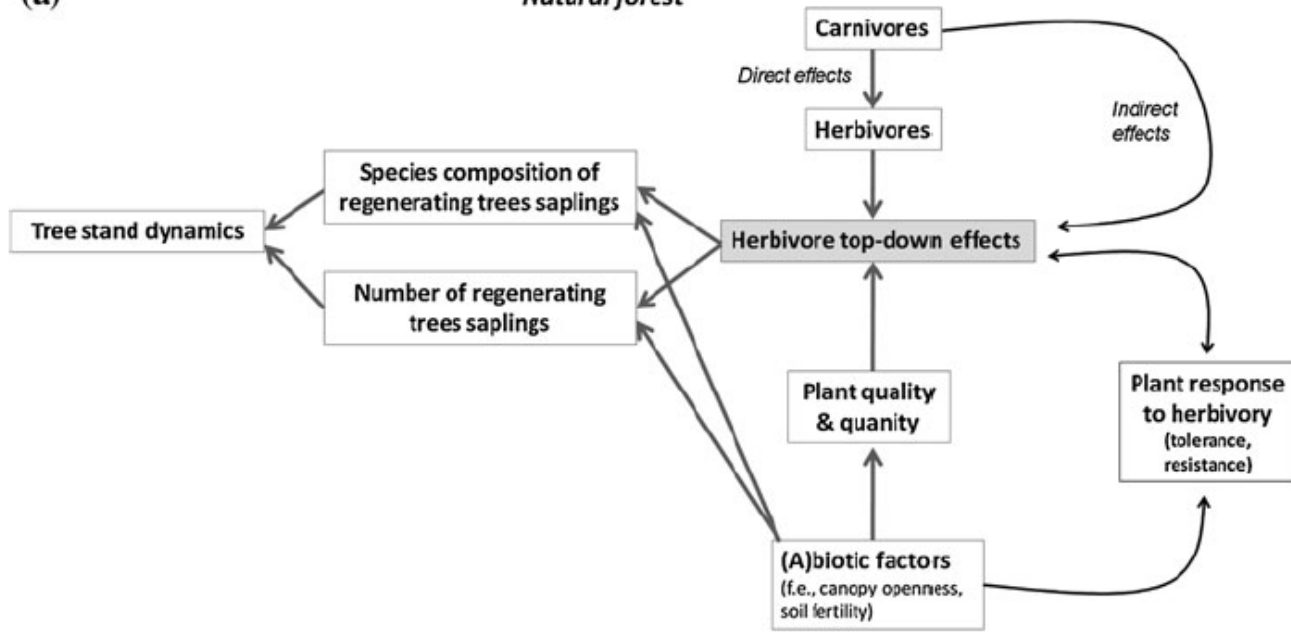 (a)
Natural forest
Carnivores
Direct effects
Indirect
effects
Herbivores
Species composition of
regenerating trees saplings
Tree stand dynamics
Herbivore top-down effects
Number of regenerating
trees saplings
Plant quality
& quanity
Plant response
to herbivory
(tolerance,
resistance)
(A)biotic factors
(f.e., canopy openness,
soil fertility)